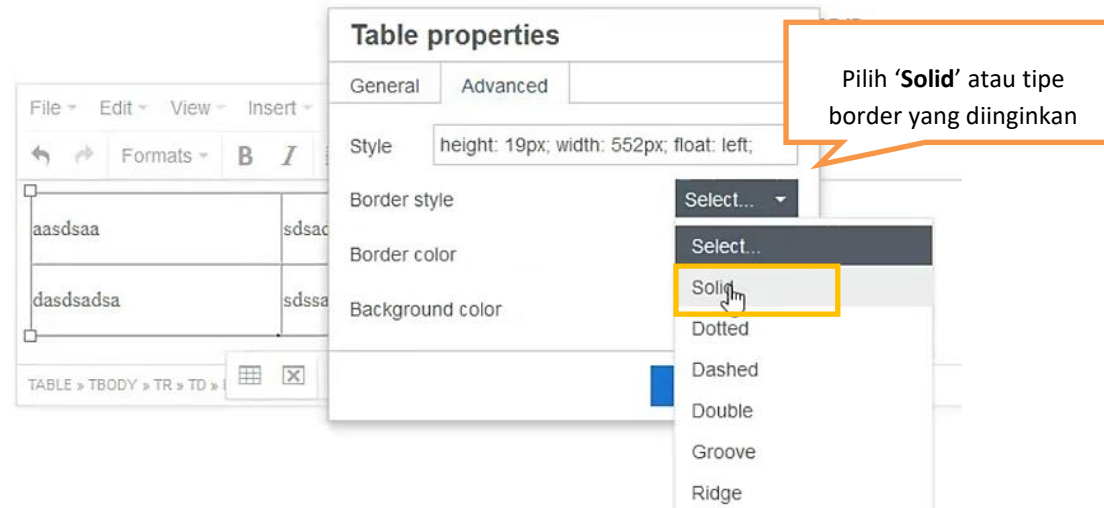 Table properties
General Advanced
Style height: 19px; width: 552px; float: left;
Border style Select...
Border color
Background color
Select...
Solid
Dotted
Dashed
Double
Groove
Ridge
Pilih ‘Solid’ atau tipe
border yang diinginkan
File Edit View Insert
Formats B I
aasdsaa
dasdsadsa
TABLE » TBODY » TR » TD »